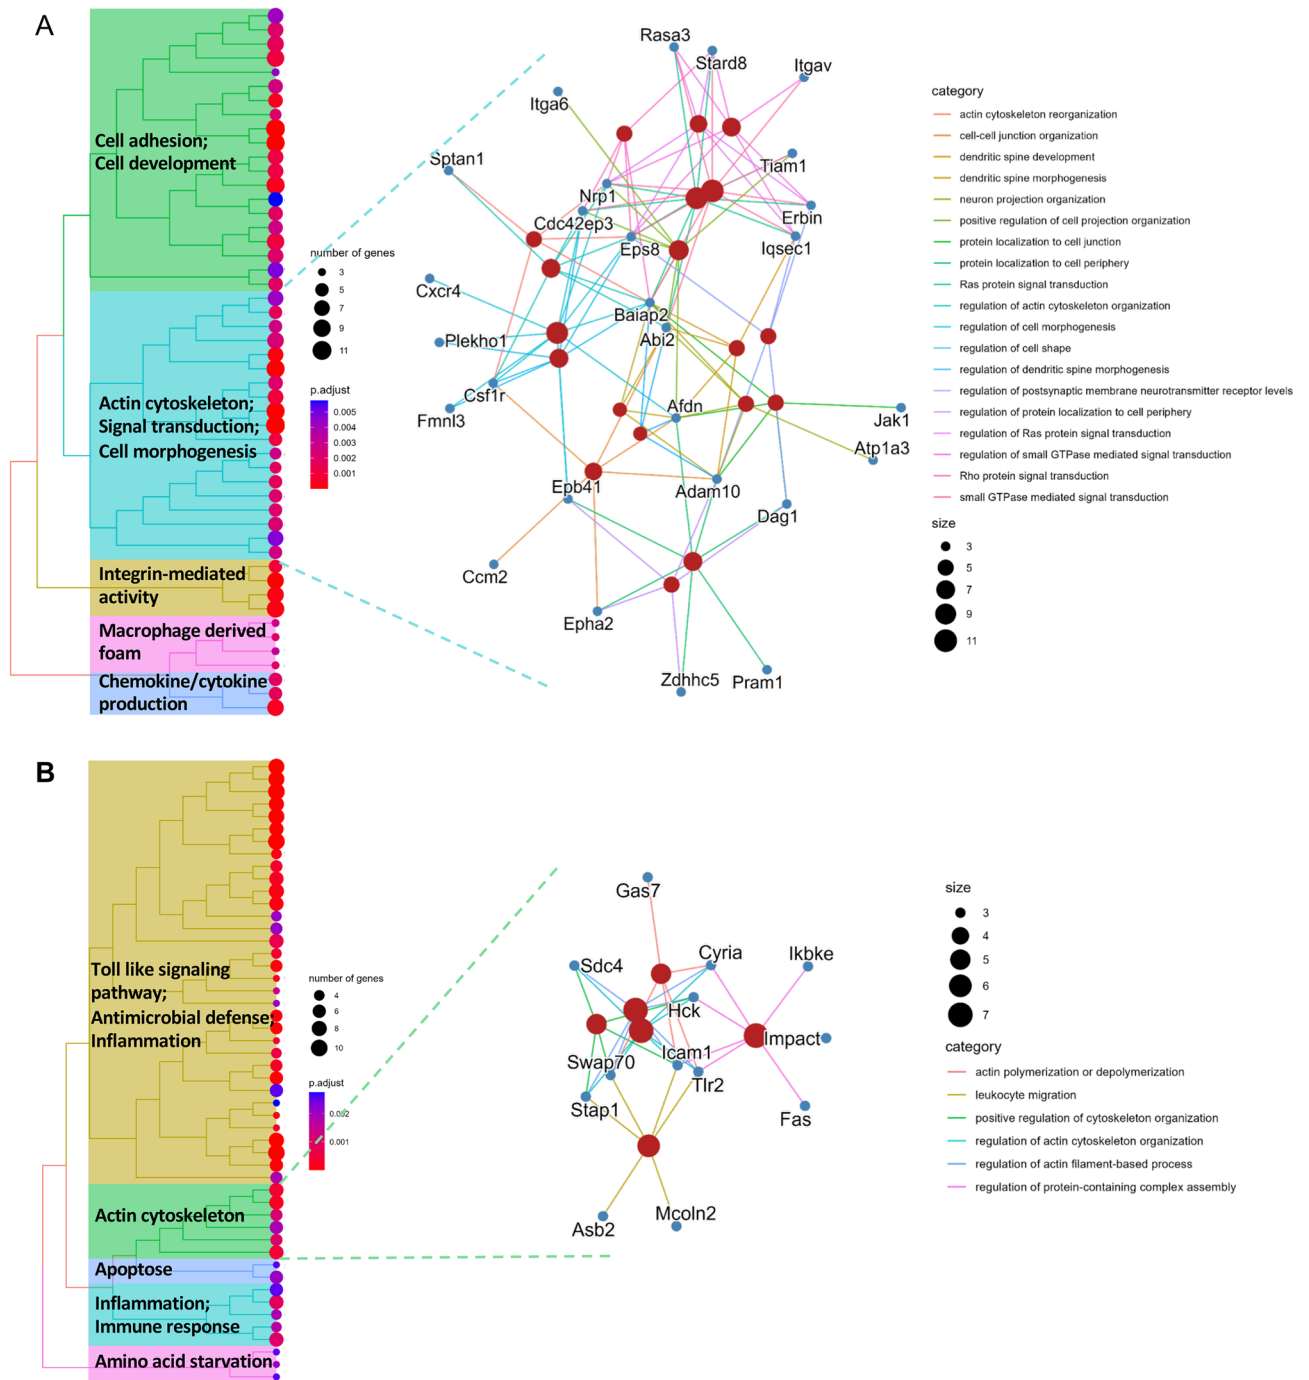 A
Cell adhesion;
Cell development
Actin cytoskeleton;
Signal transduction;
Cell morphogenesis
Integrin-mediated
activity
Macrophage derived
foam
Chemokine/cytokine
production
number of genes
3
5
7
9
11
p.adjust
0.005
0.004
0.003
0.002
0.001
Rasa3
Stard8
Itgav
Itga6
Sptan1
Tiam1
Nrp1
Erbin
Cdc42ep3
Eps8
Iqsec1
Cxcr4
Baiap2
Plekho1
Abi2
Csf1r
Fmnl3
Afdn
Jak1
Atp1a3
Epb41
Adam10
Dag1
Ccm2
Epha2
Zdhhc5
Pram1
category
actin cytoskeleton reorganization
cell-cell junction organization
dendritic spine development
dendritic spine morphogenesis
neuron projection organization
positive regulation of cell projection organization
protein localization to cell junction
protein localization to cell periphery
Ras protein signal transduction
regulation of actin cytoskeleton organization
regulation of cell morphogenesis
regulation of cell shape
regulation of dendritic spine morphogenesis
regulation of postsynaptic membrane neurotransmitter receptor levels
regulation of protein localization to cell periphery
regulation of Ras protein signal transduction
regulation of small GTPase mediated signal transduction
Rho protein signal transduction
small GTPase mediated signal transduction
size
3
5
7
9
11
B
Toll like signaling
pathway;
Antimicrobial defense;
Inflammation
Actin cytoskeleton
Apoptose
Inflammation;
Immune response
Amino acid starvation
number of genes
4
6
8
10
p.adjust
0.002
0.001
Gas7
Sdc4
Cyria
Ikbke
Hck
Impact
Swap70
Icam1
Tlr2
Stap1
Fas
Asb2
Mcoln2
size
3
4
5
6
7
category
actin polymerization or depolymerization
leukocyte migration
positive regulation of cytoskeleton organization
regulation of actin cytoskeleton organization
regulation of actin filament-based process
regulation of protein-containing complex assembly